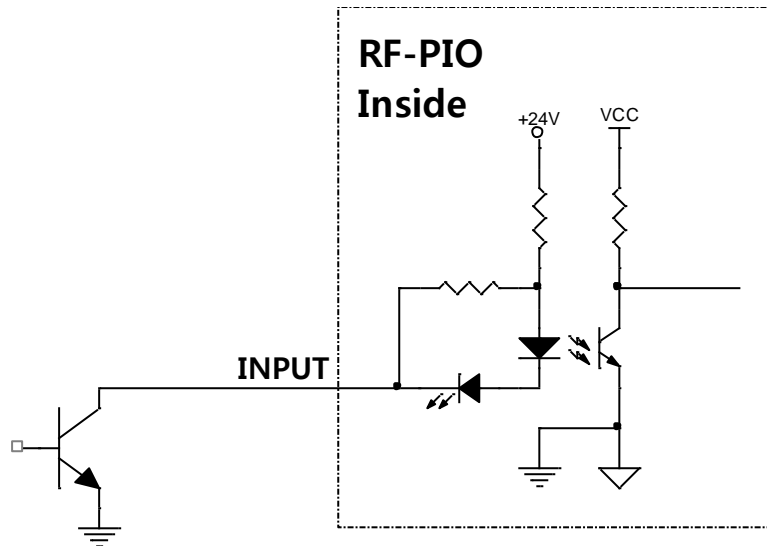 RF-PIO
Inside
+24V
VCC
INPUT